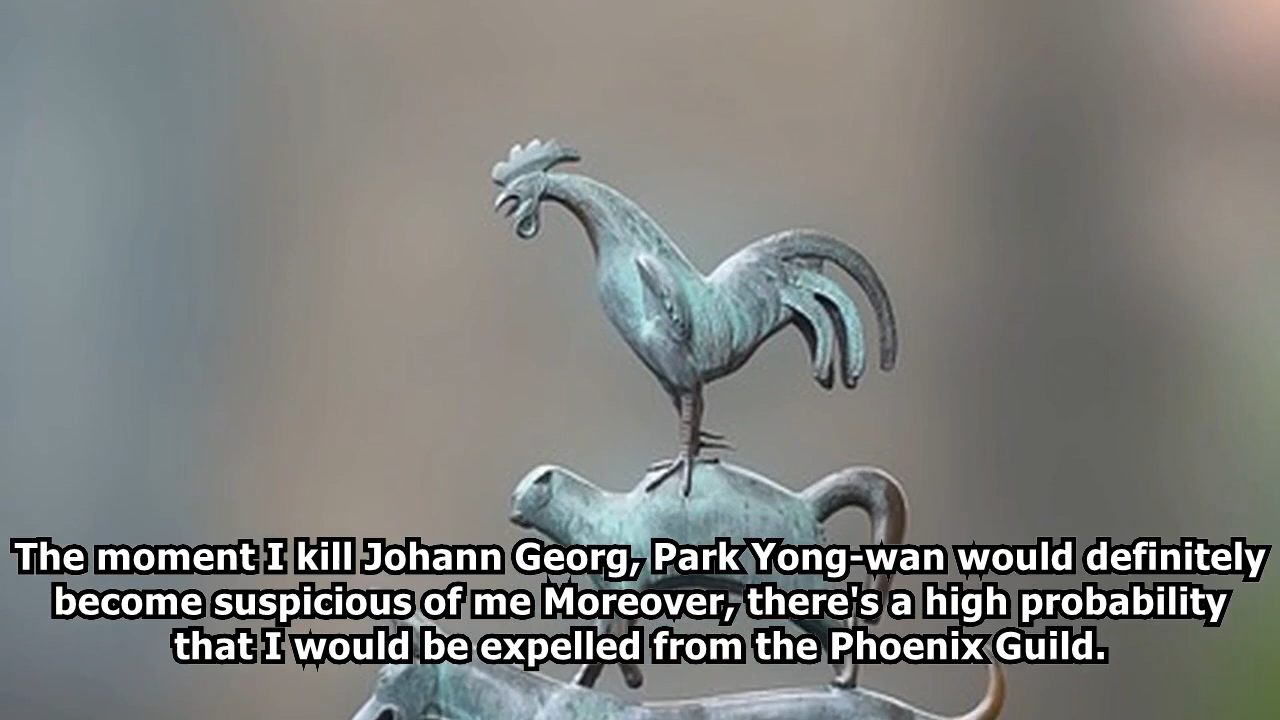 The moment I kill Johann Georg, Park Yong-wan would definitely
become suspicious of me Moreover, there's a high probability
that I would be expelled from the Phoenix Guild.